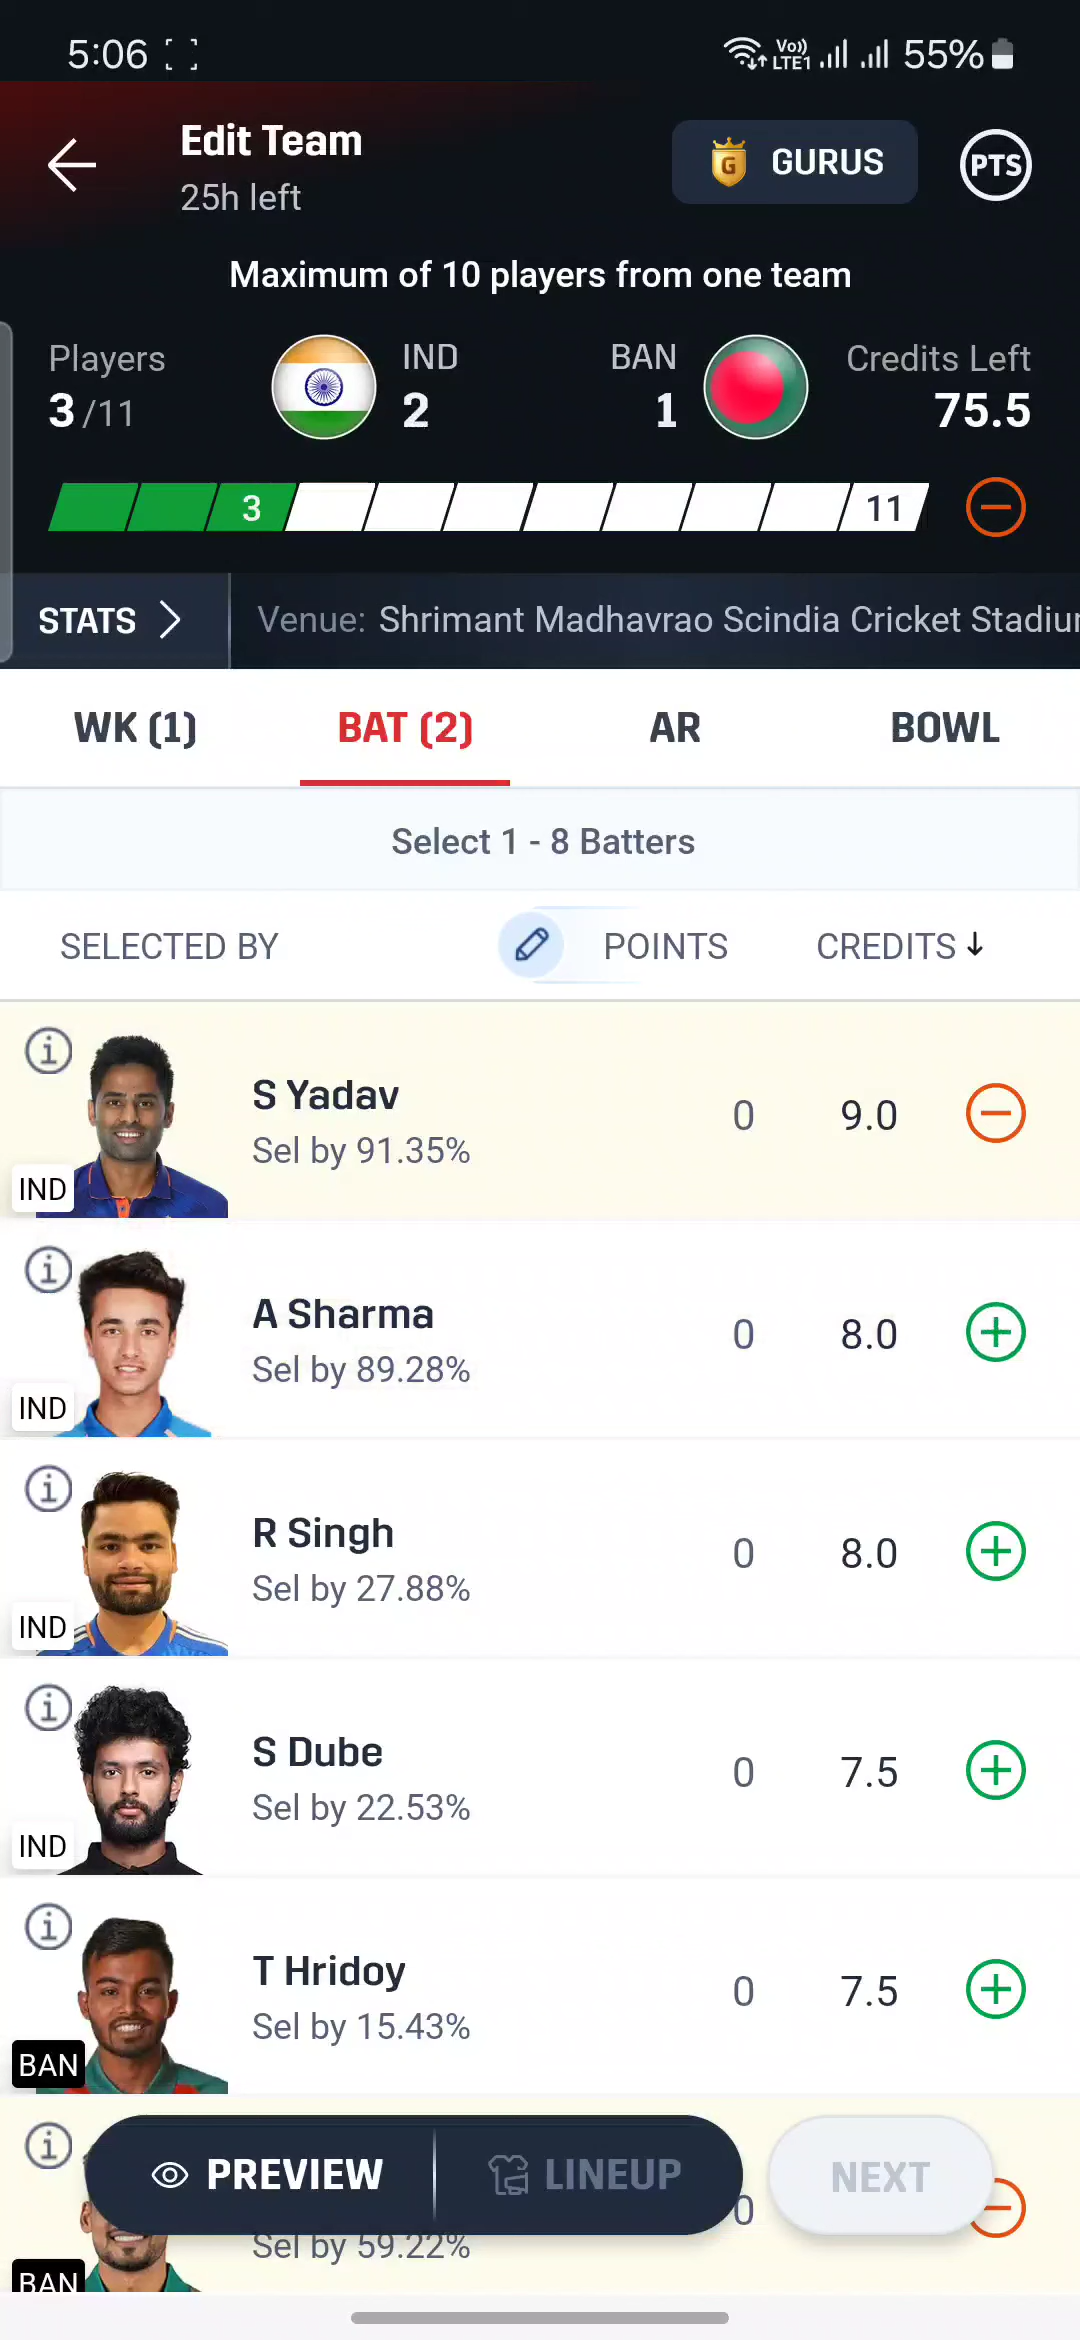 5:06 Vo)) LTE1 55%
Edit Team
25h left
G GURUS PTS
Maximum of 10 players from one team
Players IND BAN Credits Left
3 /11 2 1 75.5
3 11
STATS Venue: Shrimant Madhavrao Scindia Cricket Stadiu
WK (1) BAT (2) AR BOWL
Select 1 - 8 Batters
SELECTED BY POINTS CREDITS
S Yadav 0 9.0
Sel by 91.35%
IND
A Sharma 0 8.0
Sel by 89.28%
IND
R Singh 0 8.0
Sel by 27.88%
IND
S Dube 0 7.5
Sel by 22.53%
IND
T Hridoy 0 7.5
Sel by 15.43%
BAN
PREVIEW LINEUP 0 NEXT
Sel by 59.22%
BAN